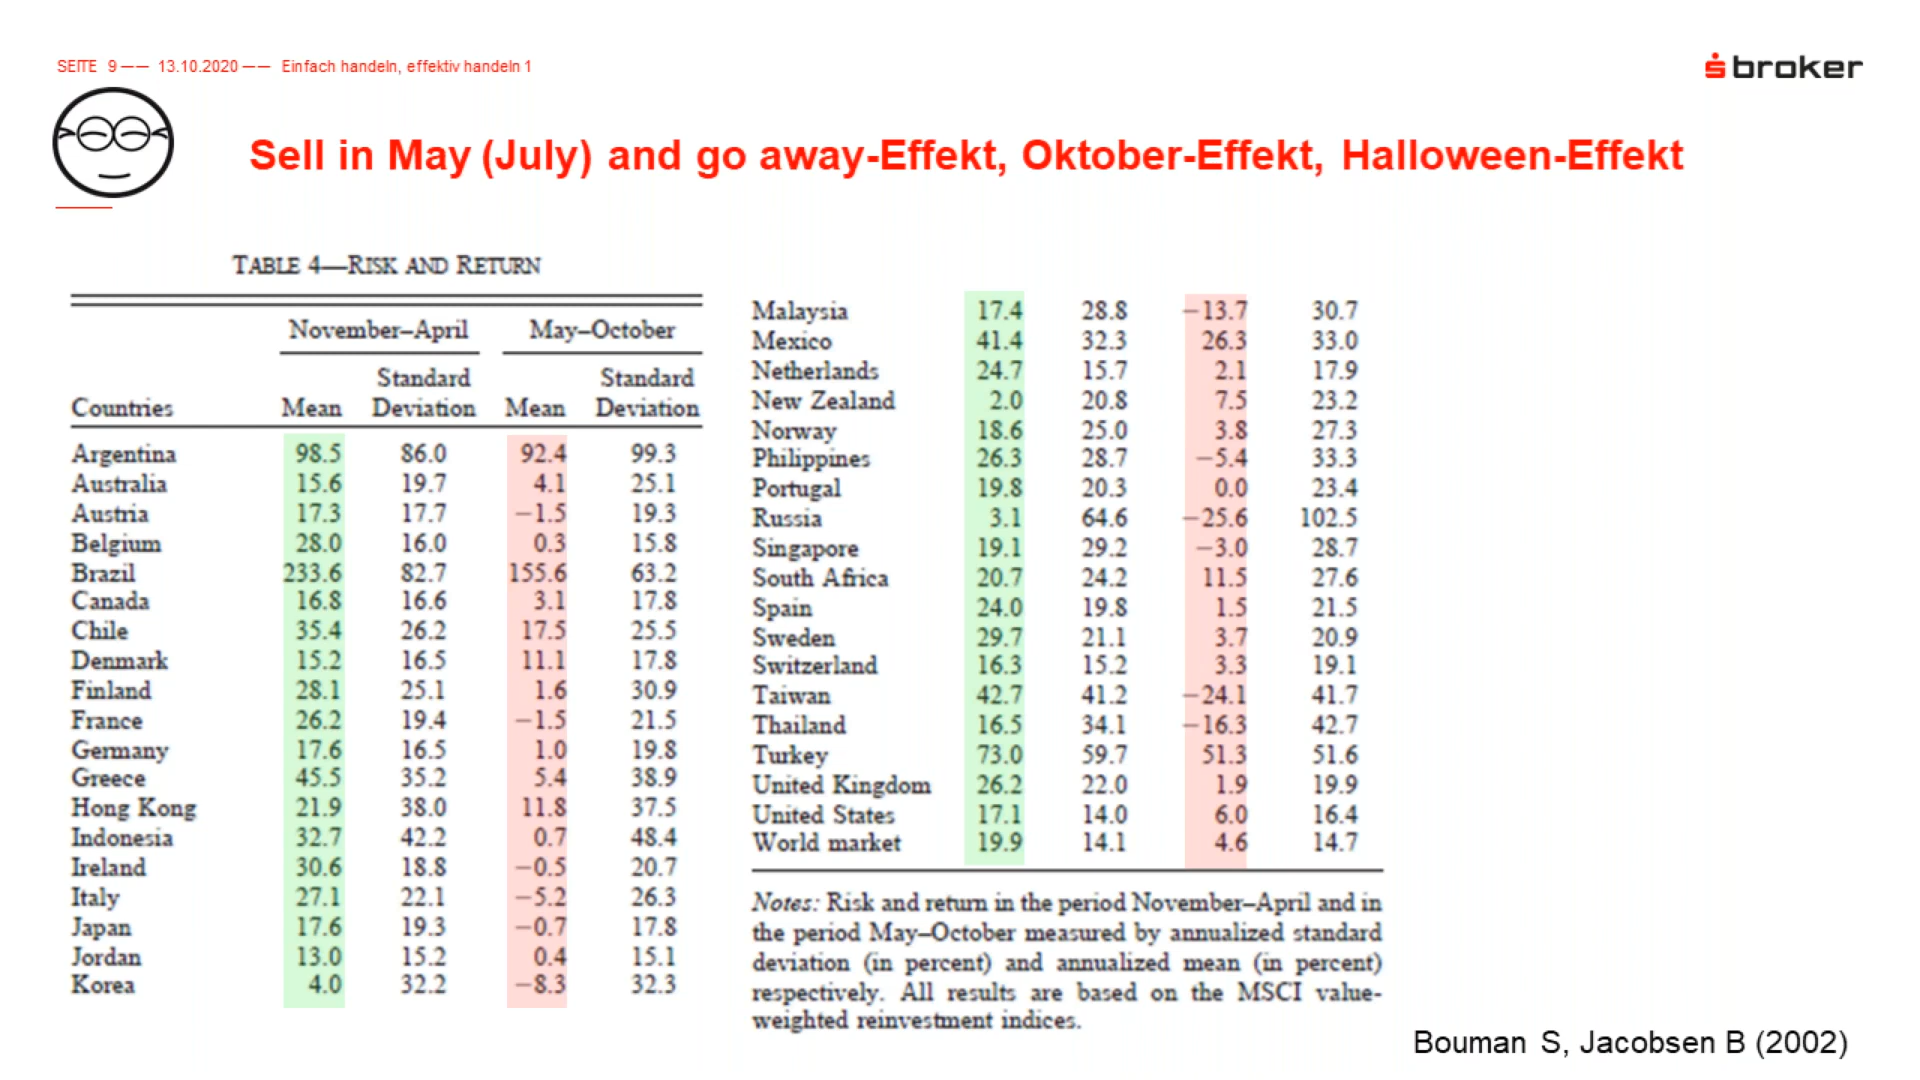 SEITE 9 —— 13.10.2020 —— Einfach handeln, effektiv handeln 1
broker
Sell in May (July) and go away-Effekt, Oktober-Effekt, Halloween-Effekt
TABLE 4—RISK AND RETURN
November–April May–October
Standard Standard
Countries Mean Deviation Mean Deviation
Argentina 98.5 86.0 92.4 99.3
Australia 15.6 19.7 4.1 25.1
Austria 17.3 17.7 −1.5 19.3
Belgium 28.0 16.0 0.3 15.8
Brazil 233.6 82.7 155.6 63.2
Canada 16.8 16.6 3.1 17.8
Chile 35.4 26.2 17.5 25.5
Denmark 15.2 16.5 11.1 17.8
Finland 28.1 25.1 1.6 30.9
France 26.2 19.4 −1.5 21.5
Germany 17.6 16.5 1.0 19.8
Greece 45.5 35.2 5.4 38.9
Hong Kong 21.9 38.0 11.8 37.5
Indonesia 32.7 42.2 0.7 48.4
Ireland 30.6 18.8 −0.5 20.7
Italy 27.1 22.1 −5.2 26.3
Japan 17.6 19.3 −0.7 17.8
Jordan 13.0 15.2 0.4 15.1
Korea 4.0 32.2 −8.3 32.3
Malaysia 17.4 28.8 −13.7 30.7
Mexico 41.4 32.3 26.3 33.0
Netherlands 24.7 15.7 2.1 17.9
New Zealand 2.0 20.8 7.5 23.2
Norway 18.6 25.0 3.8 27.3
Philippines 26.3 28.7 −5.4 33.3
Portugal 19.8 20.3 0.0 23.4
Russia 3.1 64.6 −25.6 102.5
Singapore 19.1 29.2 −3.0 28.7
South Africa 20.7 24.2 11.5 27.6
Spain 24.0 19.8 1.5 21.5
Sweden 29.7 21.1 3.7 20.9
Switzerland 16.3 15.2 3.3 19.1
Taiwan 42.7 41.2 −24.1 41.7
Thailand 16.5 34.1 −16.3 42.7
Turkey 73.0 59.7 51.3 51.6
United Kingdom 26.2 22.0 1.9 19.9
United States 17.1 14.0 6.0 16.4
World market 19.9 14.1 4.6 14.7
Notes: Risk and return in the period November–April and in
the period May–October measured by annualized standard
deviation (in percent) and annualized mean (in percent)
respectively. All results are based on the MSCI value-
weighted reinvestment indices.
Bouman S, Jacobsen B (2002)